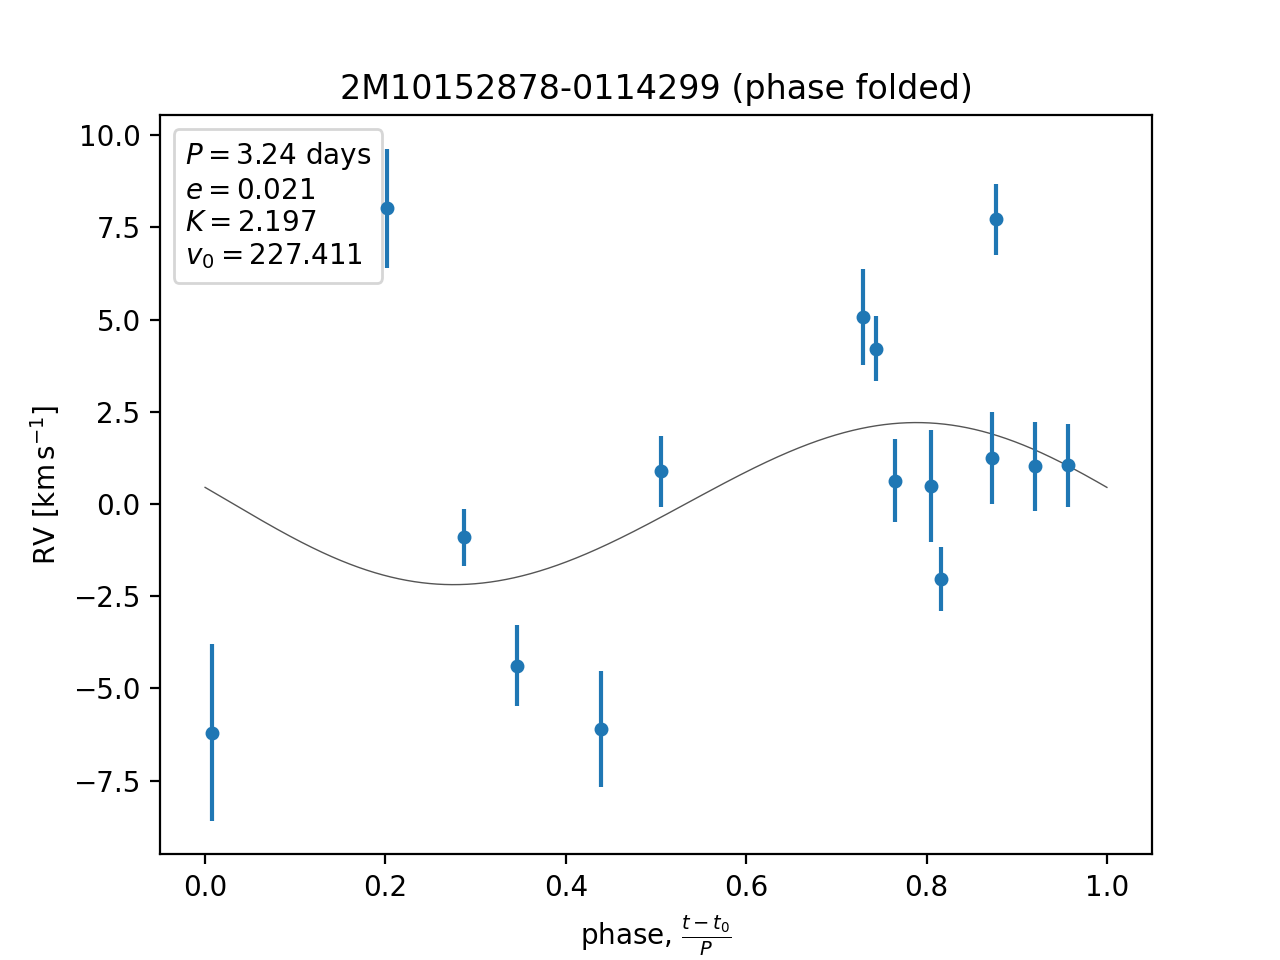 2M10152878-0114299 (phase folded)
P = 3.24 days
e = 0.021
K = 2.197
v₀ = 227.411
10.0
7.5
5.0
2.5
0.0
−2.5
−5.0
−7.5
RV [km s⁻¹]
0.0 0.2 0.4 0.6 0.8 1.0
phase, (t − t₀)/P